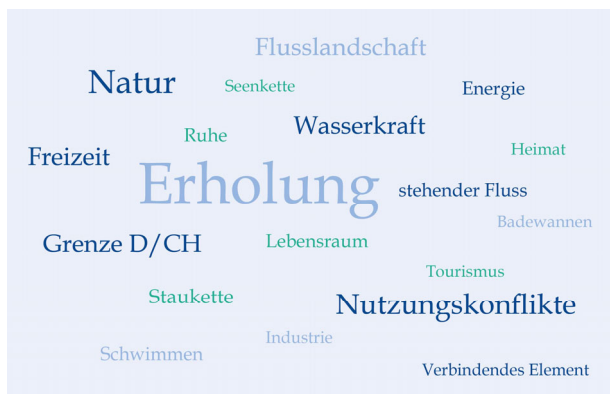 Flusslandschaft
Natur
Seenkette
Energie
Wasserkraft
Ruhe
Heimat
Freizeit
Erholung
stehender Fluss
Badewannen
Grenze D/CH
Lebensraum
Tourismus
Staukette
Nutzungskonflikte
Industrie
Schwimmen
Verbindendes Element